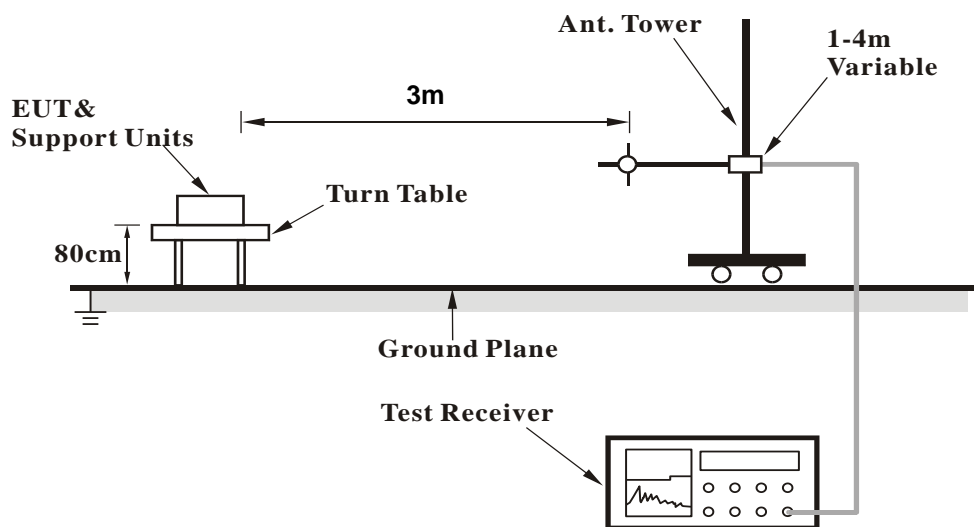 Ant. Tower
1-4m
Variable
3m
EUT&
Support Units
Turn Table
80cm
Ground Plane
Test Receiver